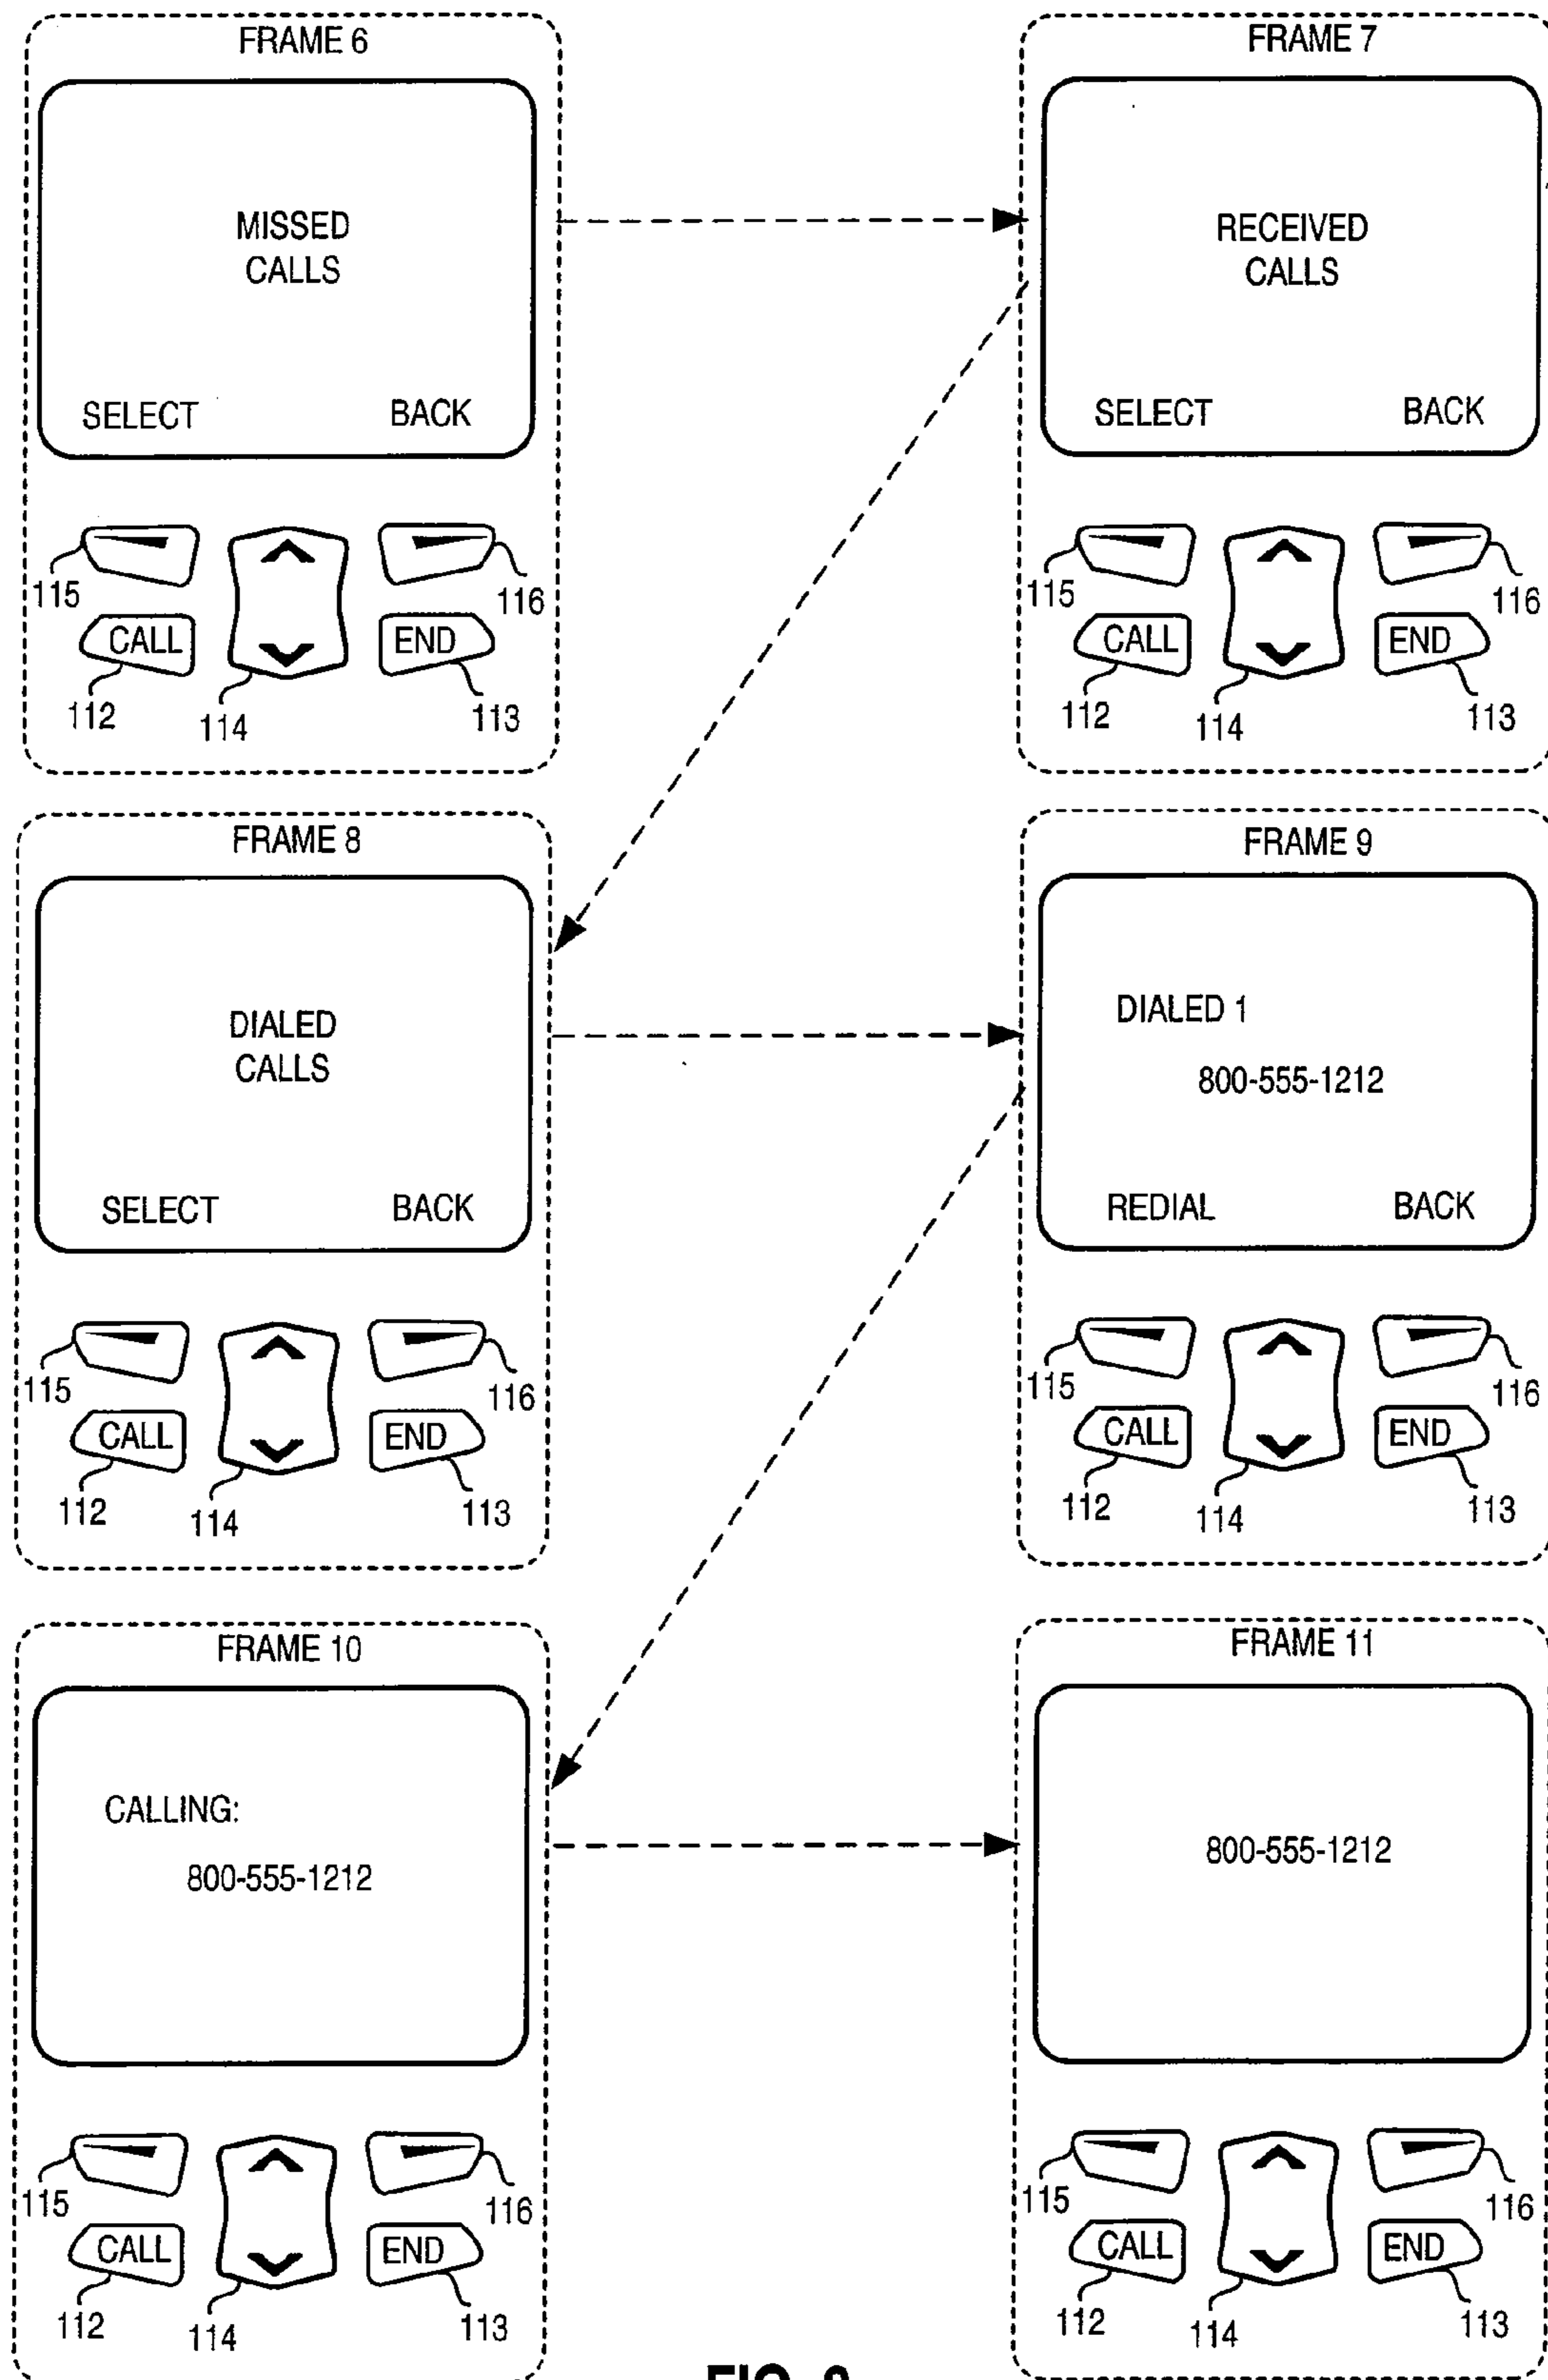 FRAME 6
MISSED
CALLS
SELECT BACK
115
116
CALL
END
112
114
113
FRAME 7
RECEIVED
CALLS
SELECT BACK
115
116
CALL
END
112
114
113
FRAME 8
DIALED
CALLS
SELECT BACK
115
116
CALL
END
112
114
113
FRAME 9
DIALED 1
800-555-1212
REDIAL BACK
115
116
CALL
END
112
114
113
FRAME 10
CALLING:
800-555-1212
115
116
CALL
END
112
114
113
FRAME 11
800-555-1212
115
116
CALL
END
112
114
113